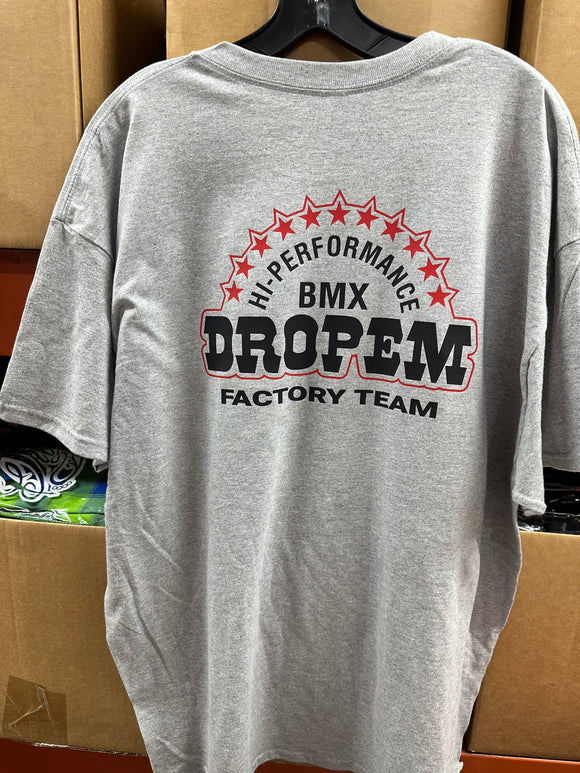 HI-PERFORMANCE
BMX
DROPEM
FACTORY TEAM